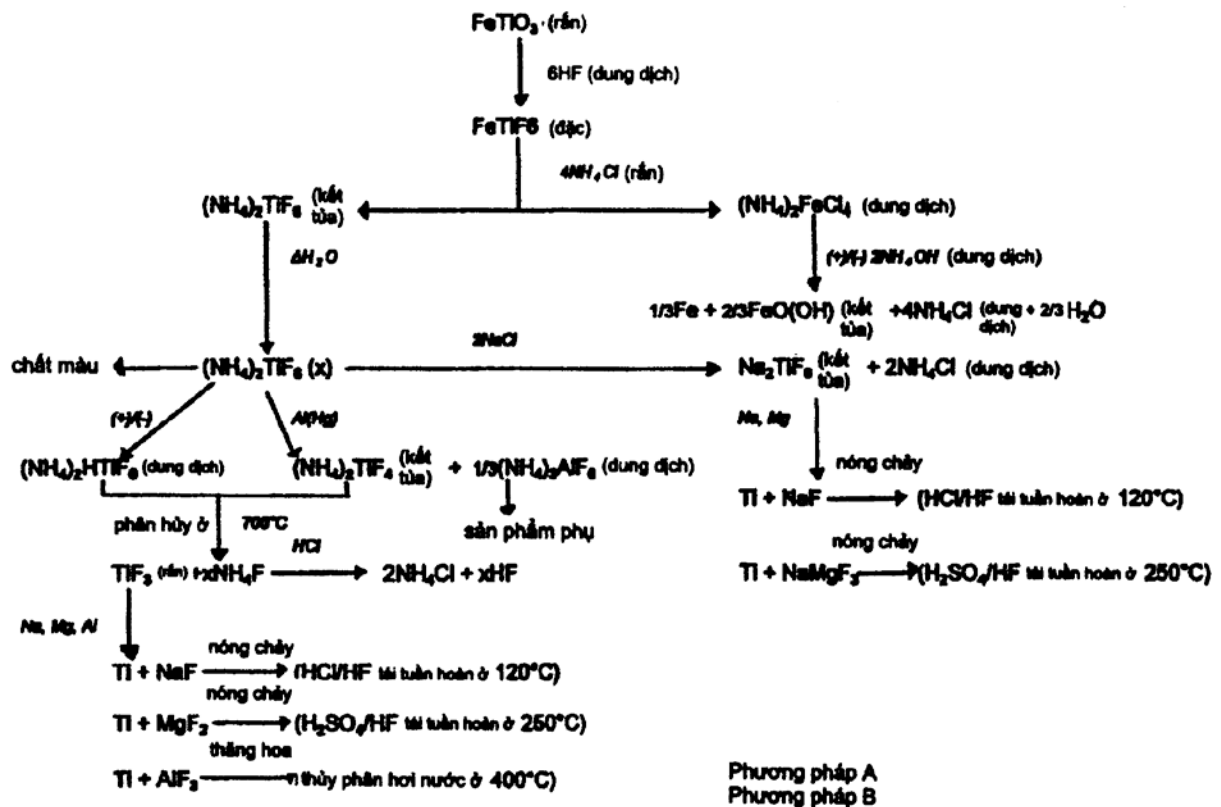 FeTiO₃ (rắn)
6HF (dung dịch)
FeTiF6 (đặc)
4NH₄Cl (rắn)
(NH₄)₂TiF₆ (kết tủa) (NH₄)₂FeCl₄ (dung dịch)
ΔH₂O (+)/(-) 2NH₄OH (dung dịch)
1/3Fe + 2/3FeO(OH) (kết tủa) +4NH₄Cl (dung dịch) + 2/3 H₂O
chất màu (NH₄)₂TiF₆ (x) 2NaCl Na₂TiF₆ (kết tủa) + 2NH₄Cl (dung dịch)
(+)/(-) Al(Hg) Na, Mg
(NH₄)₂HTiF₆ (dung dịch) (NH₄)₂TiF₄ (kết tủa) + 1/3(NH₄)₃AlF₆ (dung dịch)
nóng chảy
Ti + NaF (HCl/HF tái tuần hoàn ở 120°C)
phân hủy ở 700°C sản phẩm phụ
HCl nóng chảy
TiF₃ (rắn) +xNH₄F 2NH₄Cl + xHF Ti + NaMgF₃ (H₂SO₄/HF tái tuần hoàn ở 250°C)
Na, Mg, Al
nóng chảy
Ti + NaF (HCl/HF tái tuần hoàn ở 120°C)
nóng chảy
Ti + MgF₂ (H₂SO₄/HF tái tuần hoàn ở 250°C)
thăng hoa
Ti + AlF₃ thủy phân hơi nước ở 400°C)
Phương pháp A
Phương pháp B